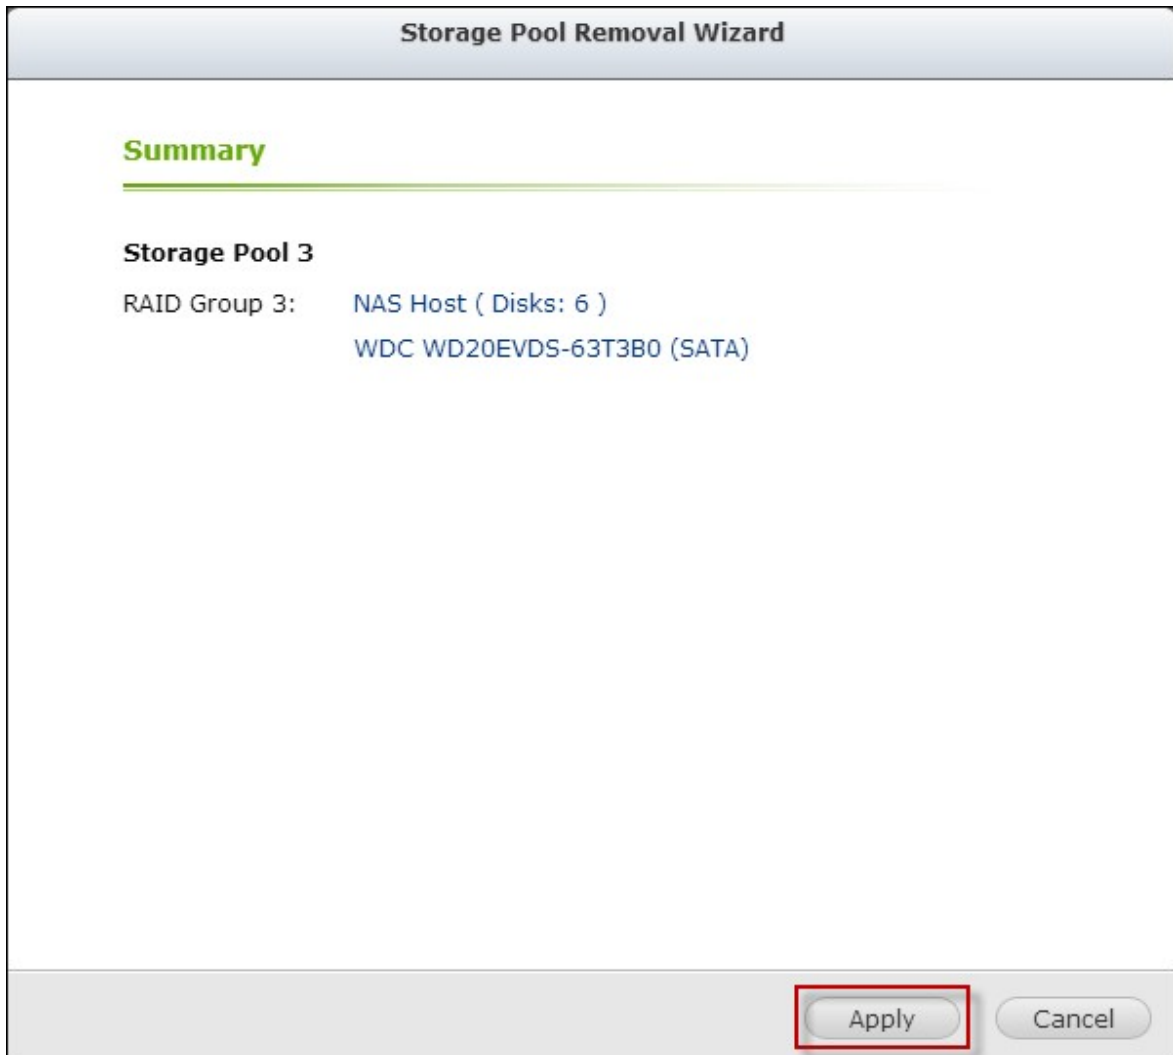 Storage Pool Removal Wizard
Summary
Storage Pool 3
RAID Group 3: NAS Host ( Disks: 6 )
WDC WD20EVDS-63T3B0 (SATA)
Apply Cancel